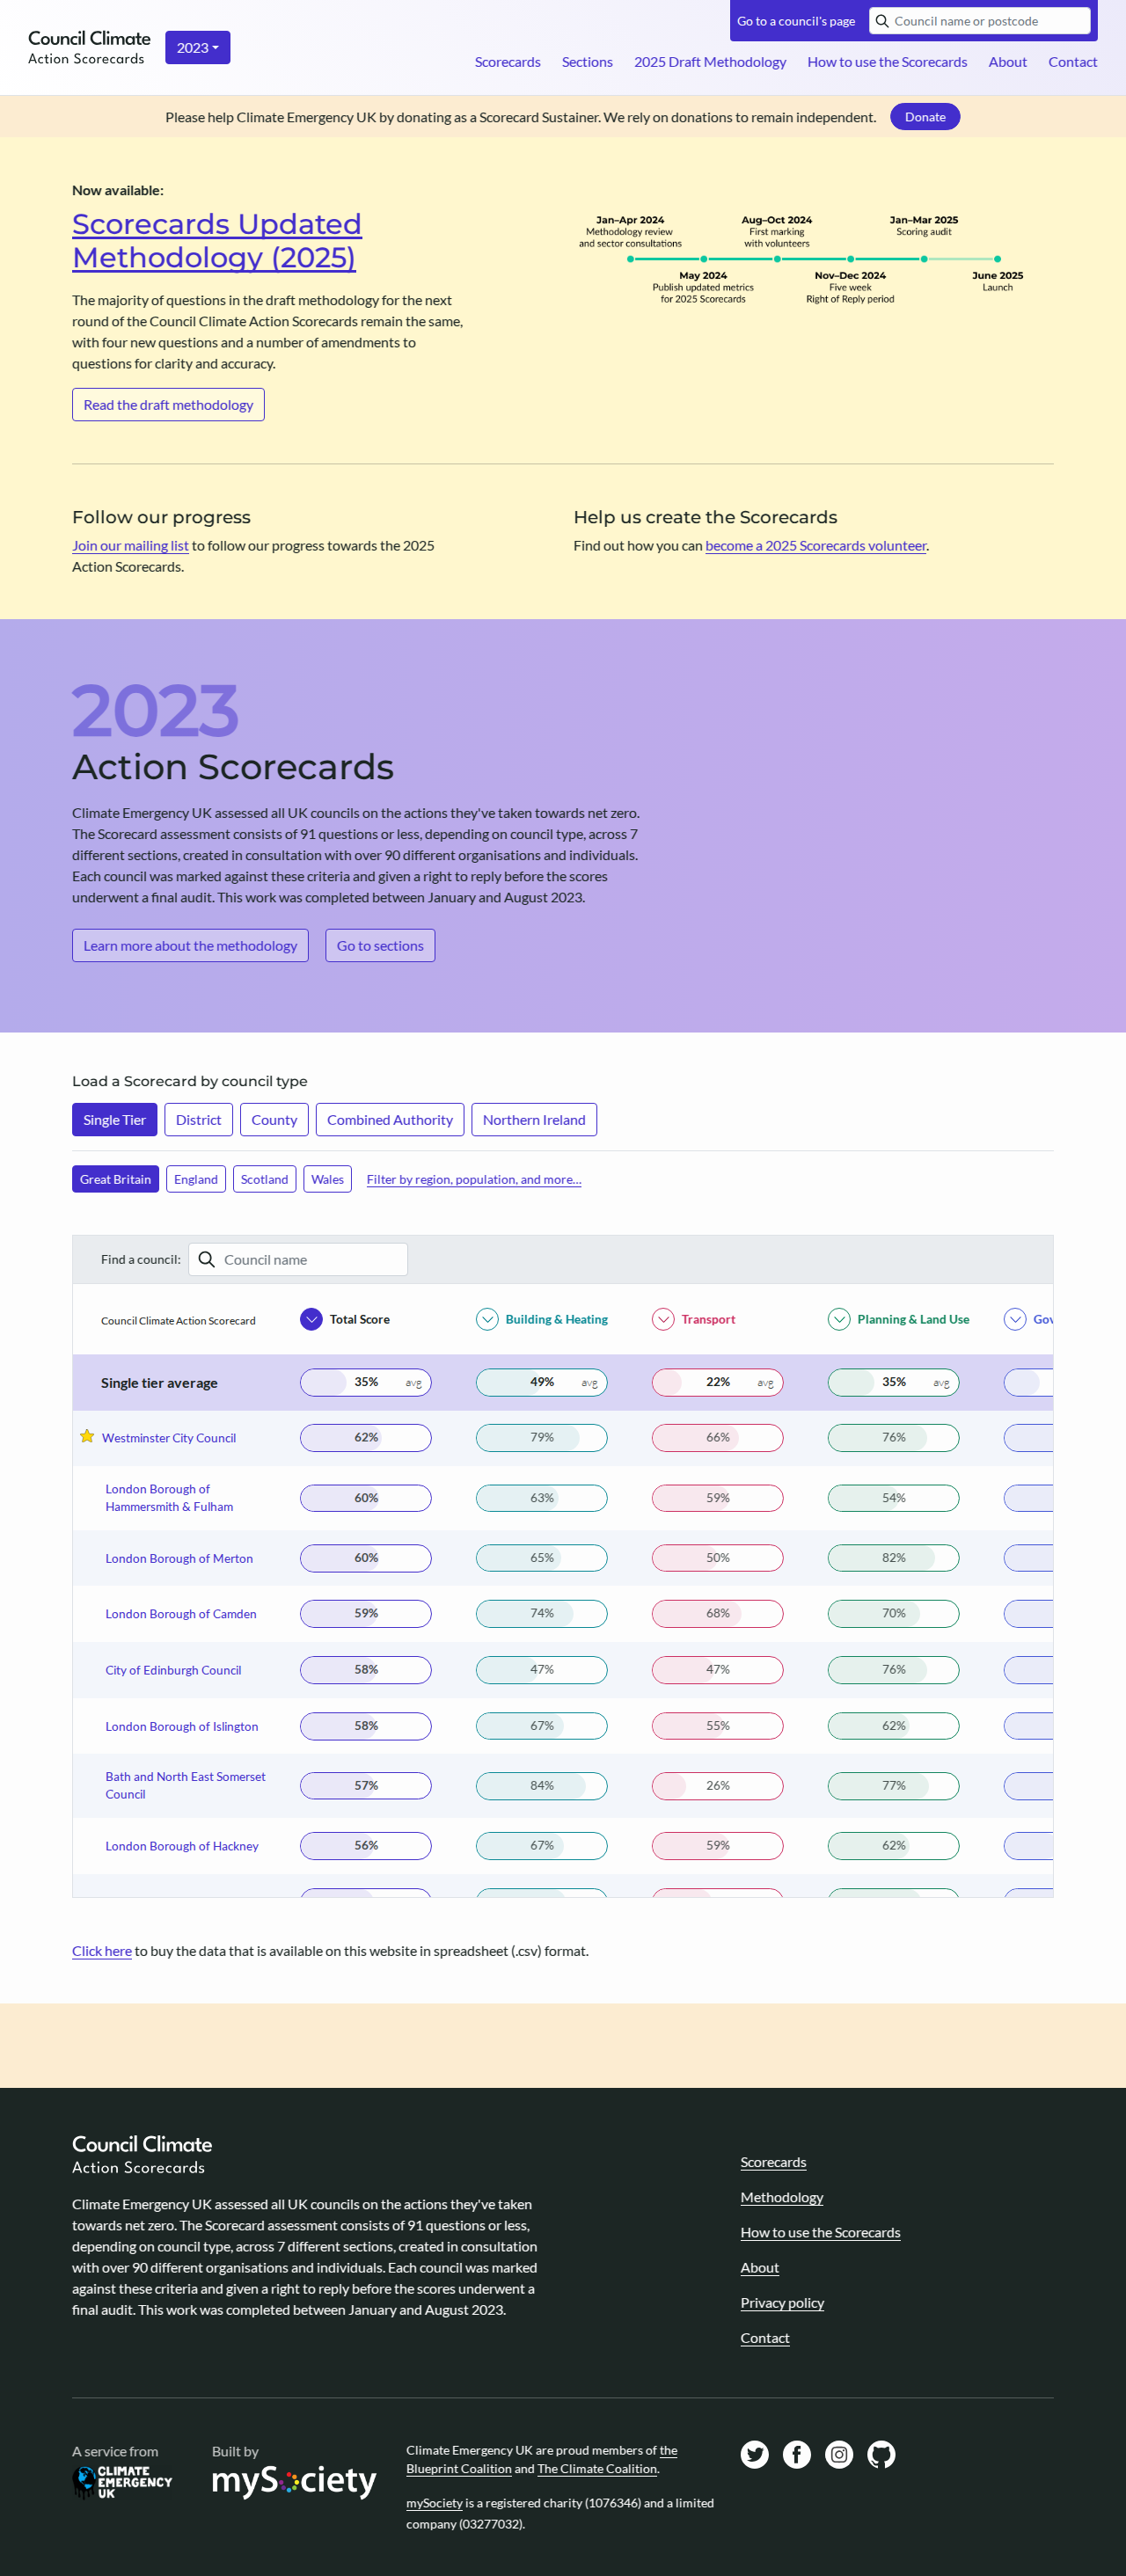 Council Climate
Action Scorecards
2023
Go to a council's page
Council name or postcode
Scorecards
Sections
2025 Draft Methodology
How to use the Scorecards
About
Contact
Please help Climate Emergency UK by donating as a Scorecard Sustainer. We rely on donations to remain independent.
Donate
Now available:
Scorecards Updated
Methodology (2025)
The majority of questions in the draft methodology for the next
round of the Council Climate Action Scorecards remain the same,
with four new questions and a number of amendments to
questions for clarity and accuracy.
Read the draft methodology
Jan–Apr 2024
Methodology review
and sector consultations
Aug–Oct 2024
First marking
with volunteers
Jan–Mar 2025
Scoring audit
May 2024
Publish updated metrics
for 2025 Scorecards
Nov–Dec 2024
Five week
Right of Reply period
June 2025
Launch
Follow our progress
Join our mailing list to follow our progress towards the 2025
Action Scorecards.
Help us create the Scorecards
Find out how you can become a 2025 Scorecards volunteer.
2023
Action Scorecards
Climate Emergency UK assessed all UK councils on the actions they've taken towards net zero.
The Scorecard assessment consists of 91 questions or less, depending on council type, across 7
different sections, created in consultation with over 90 different organisations and individuals.
Each council was marked against these criteria and given a right to reply before the scores
underwent a final audit. This work was completed between January and August 2023.
Learn more about the methodology
Go to sections
Load a Scorecard by council type
Single Tier
District
County
Combined Authority
Northern Ireland
Great Britain
England
Scotland
Wales
Filter by region, population, and more…
Find a council:
Council name
Council Climate Action Scorecard
Total Score
Building & Heating
Transport
Planning & Land Use
Gov
Single tier average
35% avg
49% avg
22% avg
35% avg
Westminster City Council
62%
79%
66%
76%
London Borough of
Hammersmith & Fulham
60%
63%
59%
54%
London Borough of Merton
60%
65%
50%
82%
London Borough of Camden
59%
74%
68%
70%
City of Edinburgh Council
58%
47%
47%
76%
London Borough of Islington
58%
67%
55%
62%
Bath and North East Somerset
Council
57%
84%
26%
77%
London Borough of Hackney
56%
67%
59%
62%
Click here to buy the data that is available on this website in spreadsheet (.csv) format.
Council Climate
Action Scorecards
Climate Emergency UK assessed all UK councils on the actions they've taken
towards net zero. The Scorecard assessment consists of 91 questions or less,
depending on council type, across 7 different sections, created in consultation
with over 90 different organisations and individuals. Each council was marked
against these criteria and given a right to reply before the scores underwent a
final audit. This work was completed between January and August 2023.
Scorecards
Methodology
How to use the Scorecards
About
Privacy policy
Contact
A service from
CLIMATE
EMERGENCY
UK
Built by
mySociety
Climate Emergency UK are proud members of the
Blueprint Coalition and The Climate Coalition.
mySociety is a registered charity (1076346) and a limited
company (03277032).